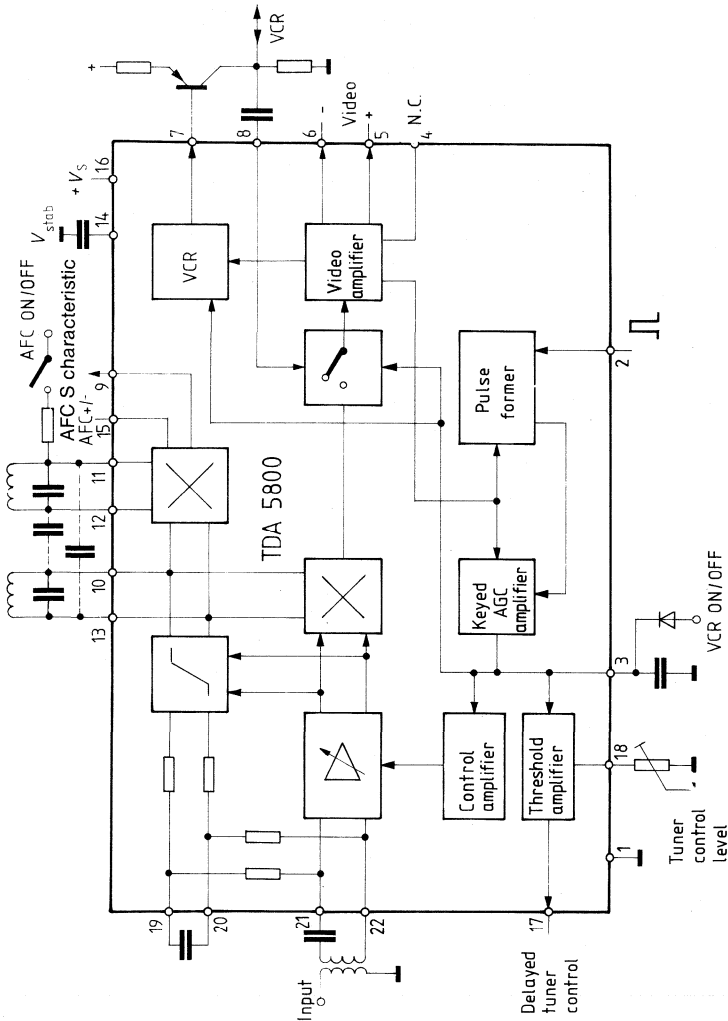 AFC ON/OFF
AFC S characteristic
AFC+/-
V stab
+VS
13
10
12
11
15
9
14
16
TDA 5800
VCR
7
+
VCR
8
6
-
Video
5
+
4
N.C.
Video
amplifier
Pulse
former
Keyed
AGC
amplifier
Control
amplifier
Threshold
amplifier
19
20
21
22
Input
17
Delayed
tuner
control
1
18
Tuner
control
level
3
VCR ON/OFF
2